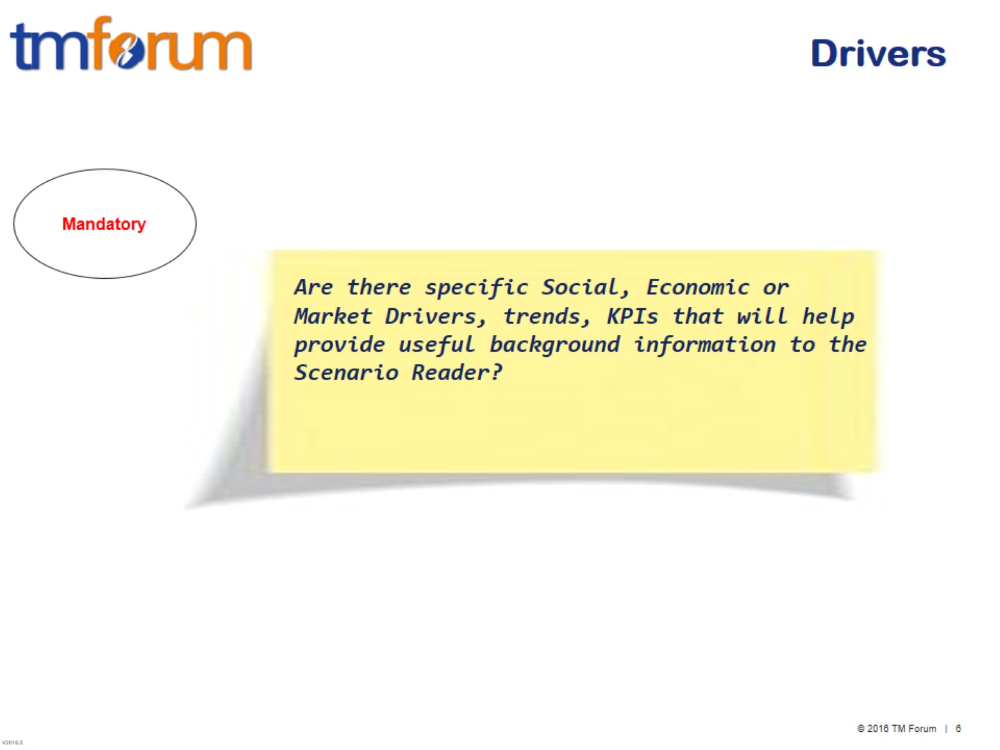 tmforum
Drivers
Mandatory
Are there specific Social, Economic or
Market Drivers, trends, KPIs that will help
provide useful background information to the
Scenario Reader?
© 2016 TM Forum | 6
V2016.5